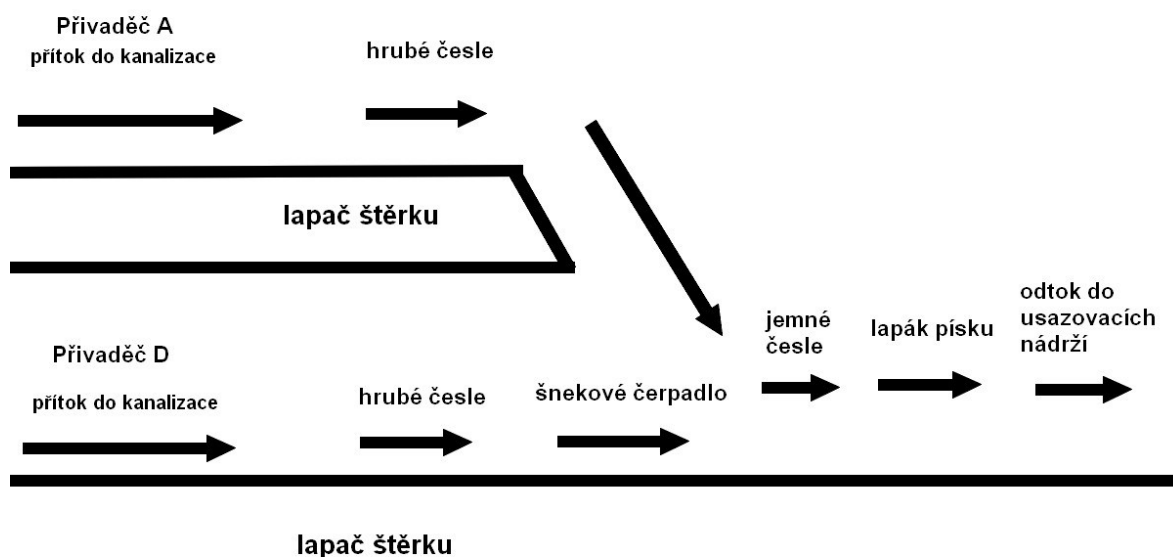 Přivaděč A
přítok do kanalizace
hrubé česle
lapač štěrku
Přivaděč D
přítok do kanalizace
hrubé česle
šnekové čerpadlo
jemné
česle
lapák písku
odtok do
usazovacích
nádrží
lapač štěrku